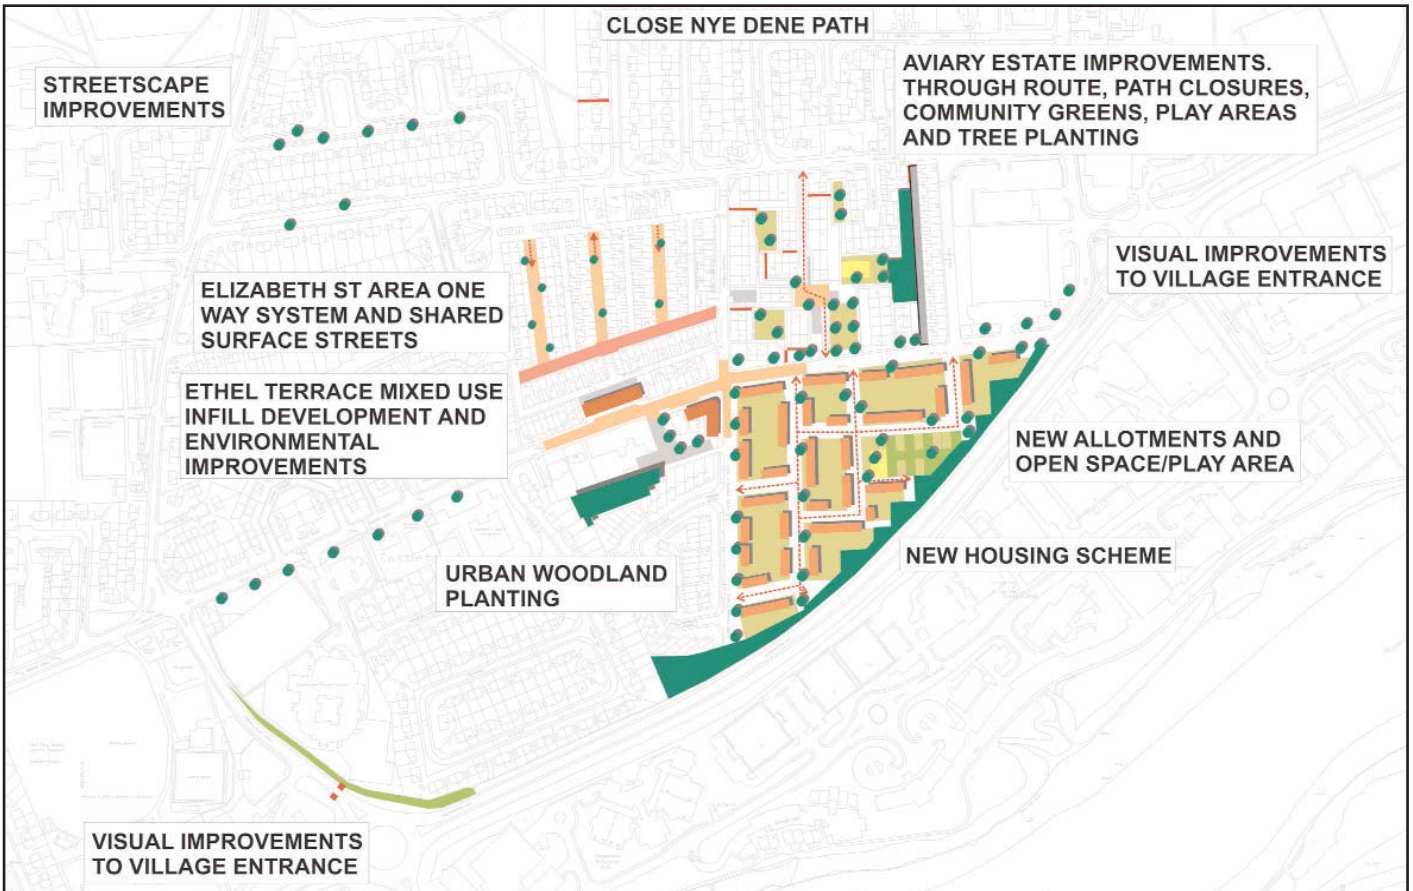 CLOSE NYE DENE PATH
STREETSCAPE
IMPROVEMENTS
AVIARY ESTATE IMPROVEMENTS.
THROUGH ROUTE, PATH CLOSURES,
COMMUNITY GREENS, PLAY AREAS
AND TREE PLANTING
VISUAL IMPROVEMENTS
TO VILLAGE ENTRANCE
ELIZABETH ST AREA ONE
WAY SYSTEM AND SHARED
SURFACE STREETS
ETHEL TERRACE MIXED USE
INFILL DEVELOPMENT AND
ENVIRONMENTAL
IMPROVEMENTS
NEW ALLOTMENTS AND
OPEN SPACE/PLAY AREA
NEW HOUSING SCHEME
URBAN WOODLAND
PLANTING
VISUAL IMPROVEMENTS
TO VILLAGE ENTRANCE